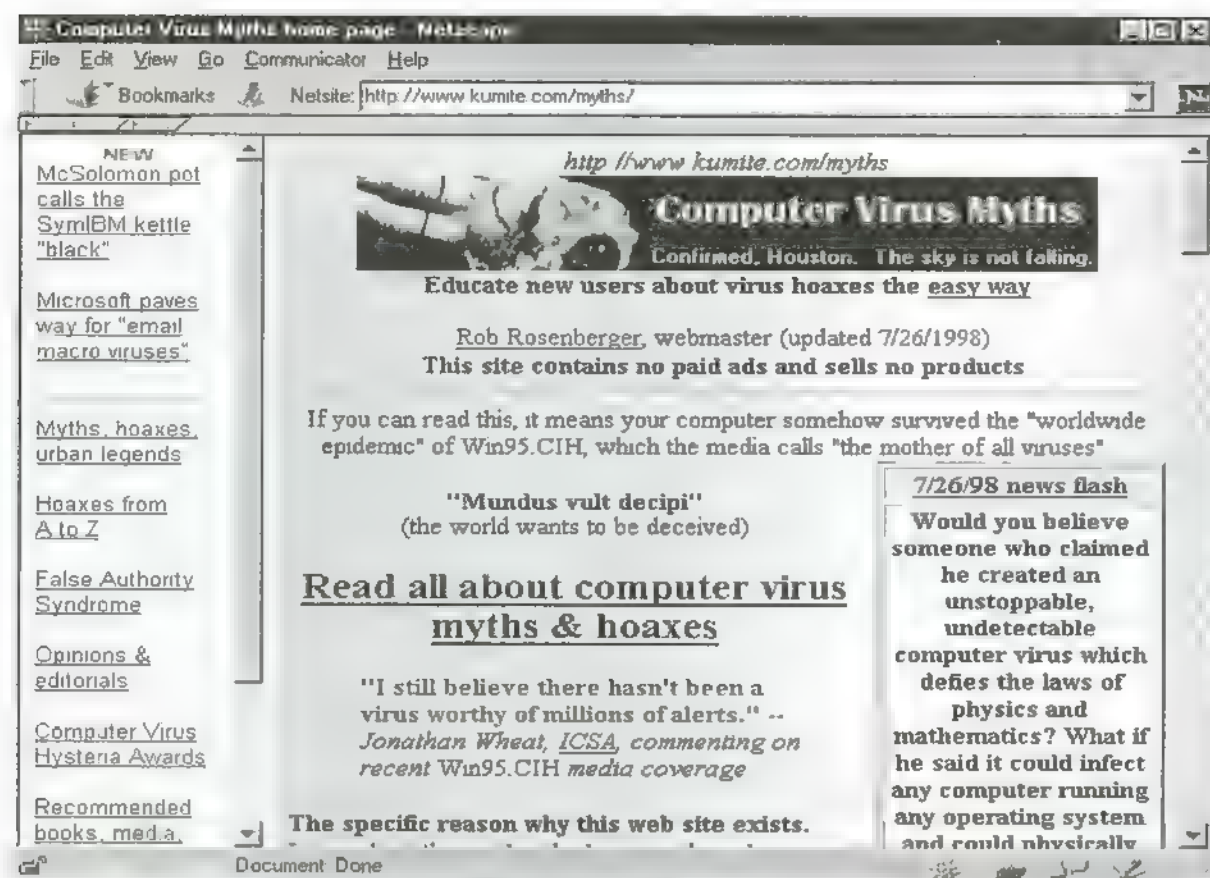 Computer Virus Myths home page - Netscape
File Edit View Go Communicator Help
Bookmarks Netsite: http://www.kumite.com/myths/
NEW
McSolomon pot
calls the
SymIBM kettle
"black"
Microsoft paves
way for "email
macro viruses"
Myths, hoaxes,
urban legends
Hoaxes from
A to Z
False Authority
Syndrome
Opinions &
editorials
Computer Virus
Hysteria Awards
Recommended
books, media,
http //www kumite.com/myths
Computer Virus Myths
Confirmed, Houston. The sky is not falling.
Educate new users about virus hoaxes the easy way
Rob Rosenberger, webmaster (updated 7/26/1998)
This site contains no paid ads and sells no products
If you can read this, it means your computer somehow survived the "worldwide
epidemic" of Win95.CIH, which the media calls "the mother of all viruses"
"Mundus vult decipi"
(the world wants to be deceived)
Read all about computer virus
myths & hoaxes
"I still believe there hasn't been a
virus worthy of millions of alerts." --
Jonathan Wheat, ICSA, commenting on
recent Win95.CIH media coverage
The specific reason why this web site exists.
7/26/98 news flash
Would you believe
someone who claimed
he created an
unstoppable,
undetectable
computer virus which
defies the laws of
physics and
mathematics? What if
he said it could infect
any computer running
any operating system
and could physically
Document Done